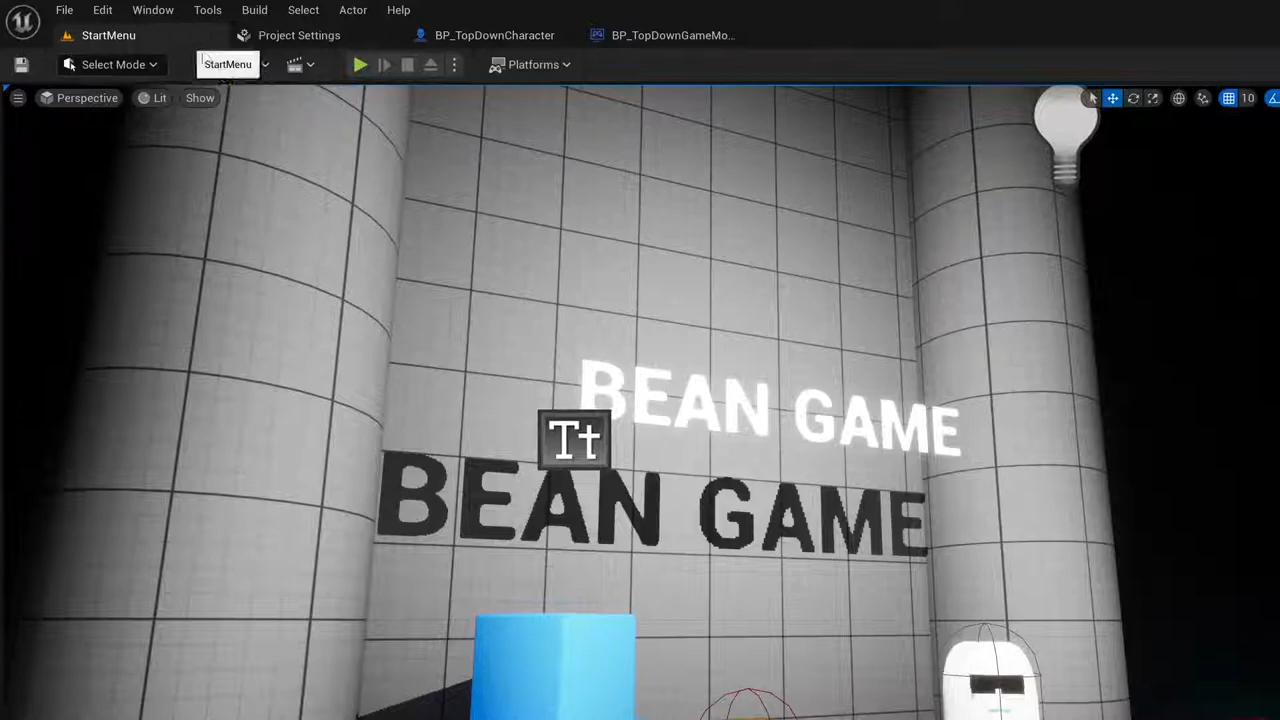 File Edit Window Tools Build Select Actor Help
StartMenu Project Settings BP_TopDownCharacter BP_TopDownGameMo...
Select Mode StartMenu Platforms
Perspective Lit Show 10
BEAN GAME
Tt
BEAN GAME